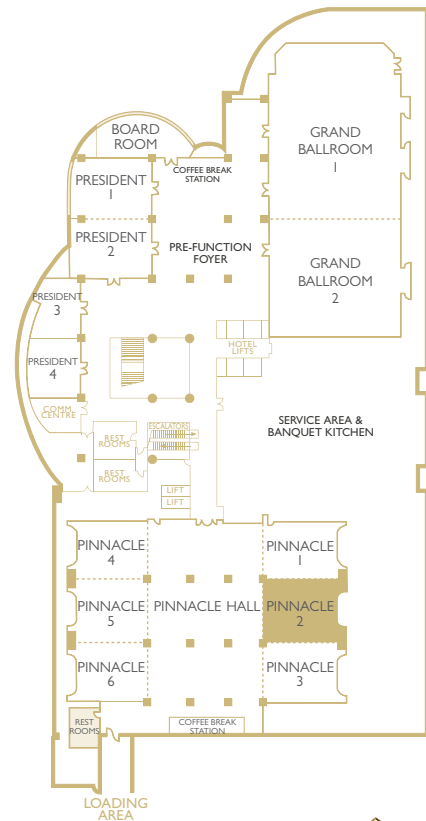 BOARD
ROOM
GRAND
BALLROOM
1
COFFEE BREAK
STATION
PRESIDENT
1
PRESIDENT
2
PRE-FUNCTION
FOYER
GRAND
BALLROOM
2
PRESIDENT
3
HOTEL
LIFTS
PRESIDENT
4
COMM.
CENTRE
SERVICE AREA &
BANQUET KITCHEN
ESCALATORS
REST
ROOMS
REST
ROOMS
LIFT
LIFT
PINNACLE
4
PINNACLE
1
PINNACLE
5
PINNACLE HALL
PINNACLE
2
PINNACLE
6
PINNACLE
3
REST
ROOMS
COFFEE BREAK
STATION
LOADING
AREA